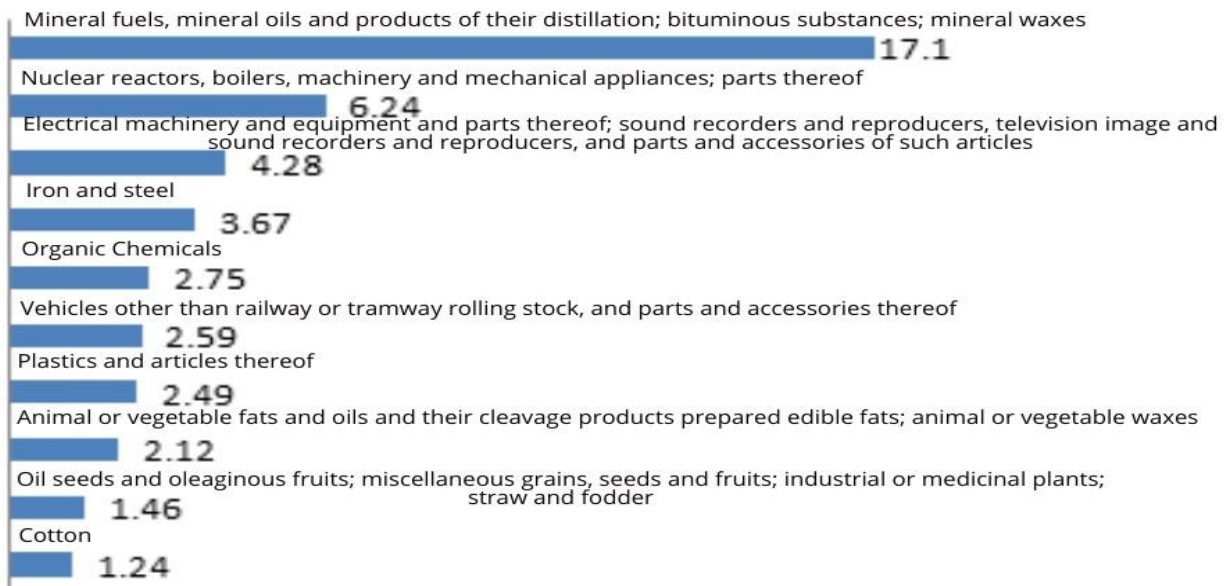 Mineral fuels, mineral oils and products of their distillation; bituminous substances; mineral waxes
17.1
Nuclear reactors, boilers, machinery and mechanical appliances; parts thereof
6.24
Electrical machinery and equipment and parts thereof; sound recorders and reproducers, television image and
sound recorders and reproducers, and parts and accessories of such articles
4.28
Iron and steel
3.67
Organic Chemicals
2.75
Vehicles other than railway or tramway rolling stock, and parts and accessories thereof
2.59
Plastics and articles thereof
2.49
Animal or vegetable fats and oils and their cleavage products prepared edible fats; animal or vegetable waxes
2.12
Oil seeds and oleaginous fruits; miscellaneous grains, seeds and fruits; industrial or medicinal plants;
straw and fodder
1.46
Cotton
1.24